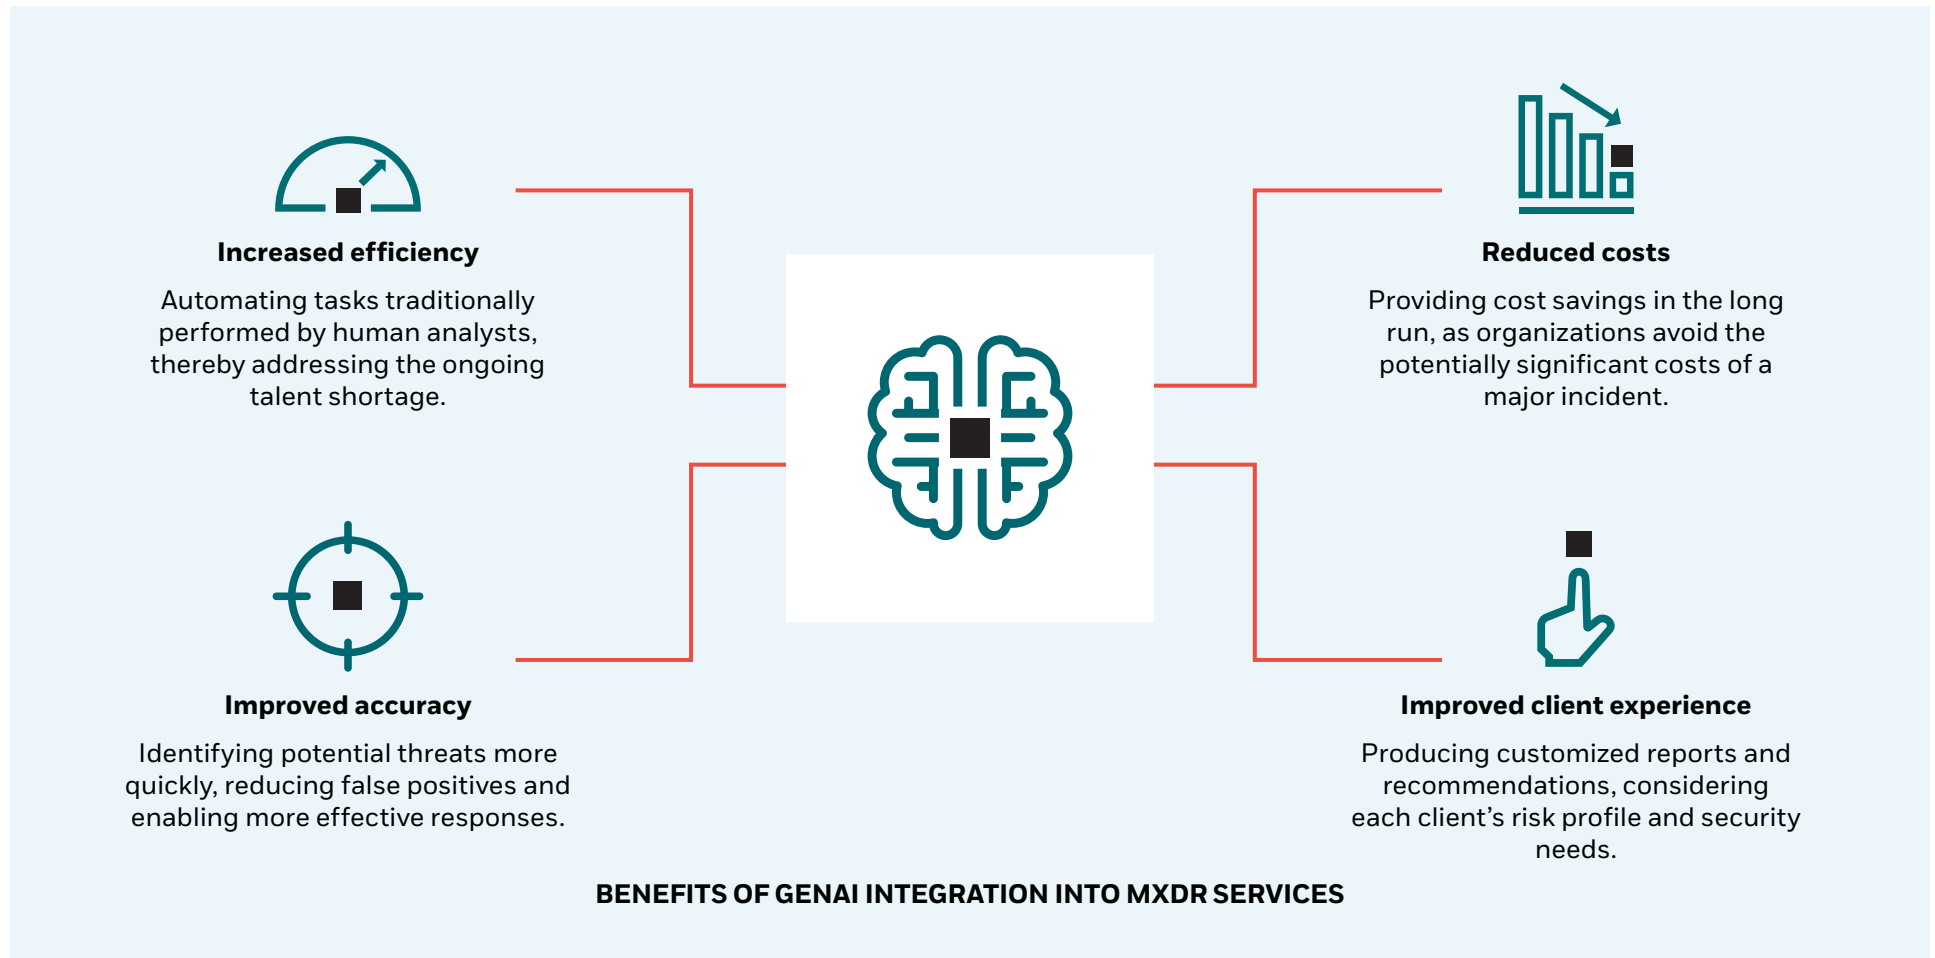 Increased efficiency
Automating tasks traditionally
performed by human analysts,
thereby addressing the ongoing
talent shortage.
Reduced costs
Providing cost savings in the long
run, as organizations avoid the
potentially significant costs of a
major incident.
Improved accuracy
Identifying potential threats more
quickly, reducing false positives and
enabling more effective responses.
Improved client experience
Producing customized reports and
recommendations, considering
each client’s risk profile and security
needs.
BENEFITS OF GENAI INTEGRATION INTO MXDR SERVICES